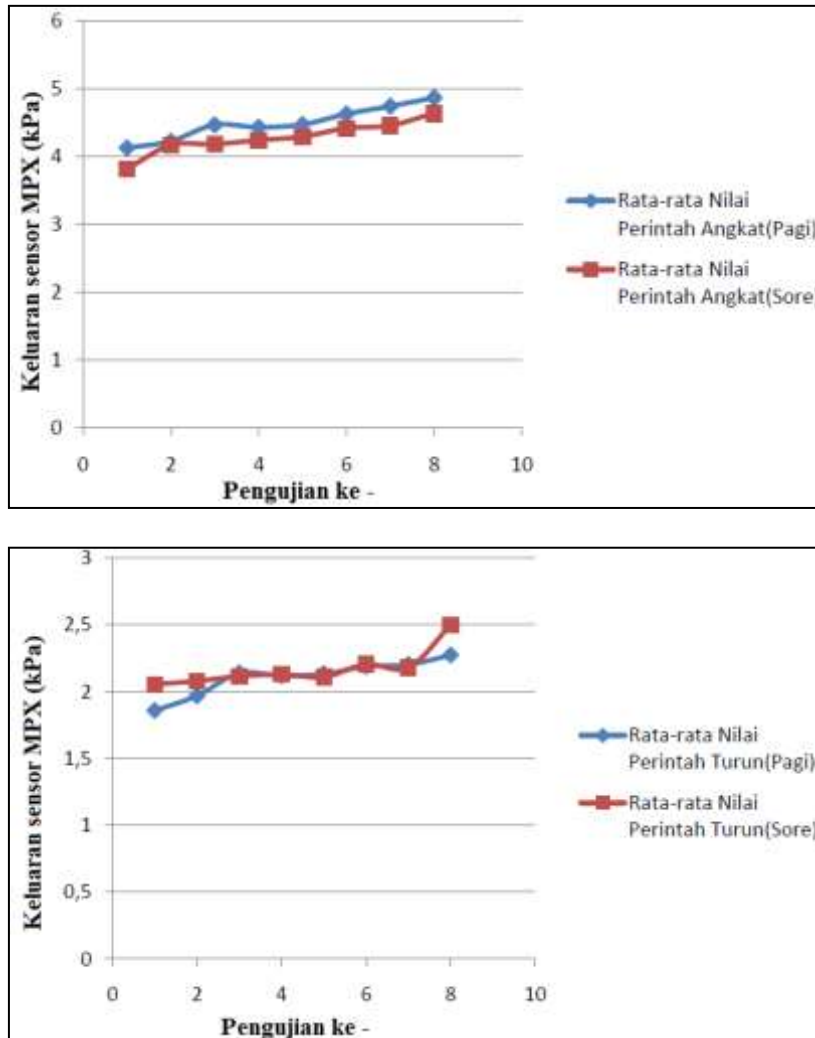 Keluaran sensor MPX (kPa)
6
5
4
3
2
1
0
0 2 4 6 8 10
Pengujian ke -
Rata-rata Nilai
Perintah Angkat(Pagi)
Rata-rata Nilai
Perintah Angkat(Sore)
Keluaran sensor MPX (kPa)
3
2,5
2
1,5
1
0,5
0
0 2 4 6 8 10
Pengujian ke -
Rata-rata Nilai
Perintah Turun(Pagi)
Rata-rata Nilai
Perintah Turun(Sore)